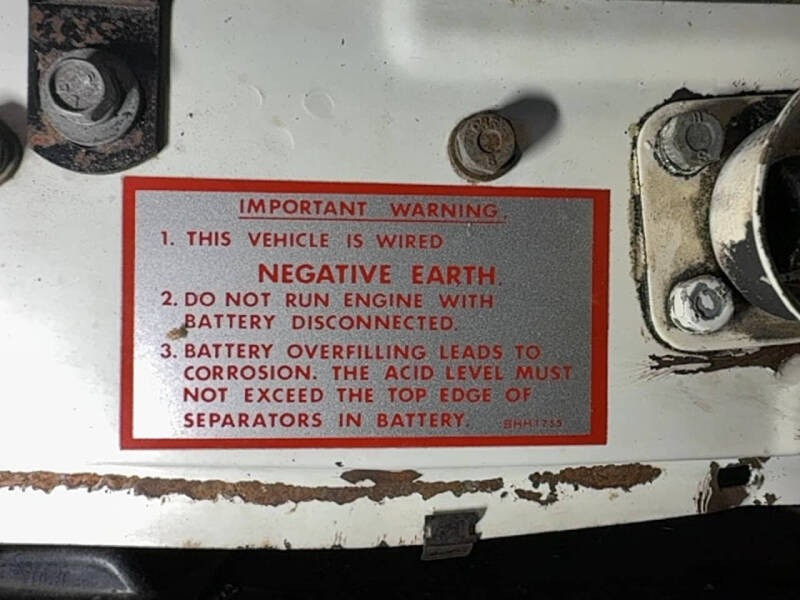 IMPORTANT WARNING.
1. THIS VEHICLE IS WIRED
NEGATIVE EARTH.
2. DO NOT RUN ENGINE WITH
BATTERY DISCONNECTED.
3. BATTERY OVERFILLING LEADS TO
CORROSION. THE ACID LEVEL MUST
NOT EXCEED THE TOP EDGE OF
SEPARATORS IN BATTERY.
BHH1755